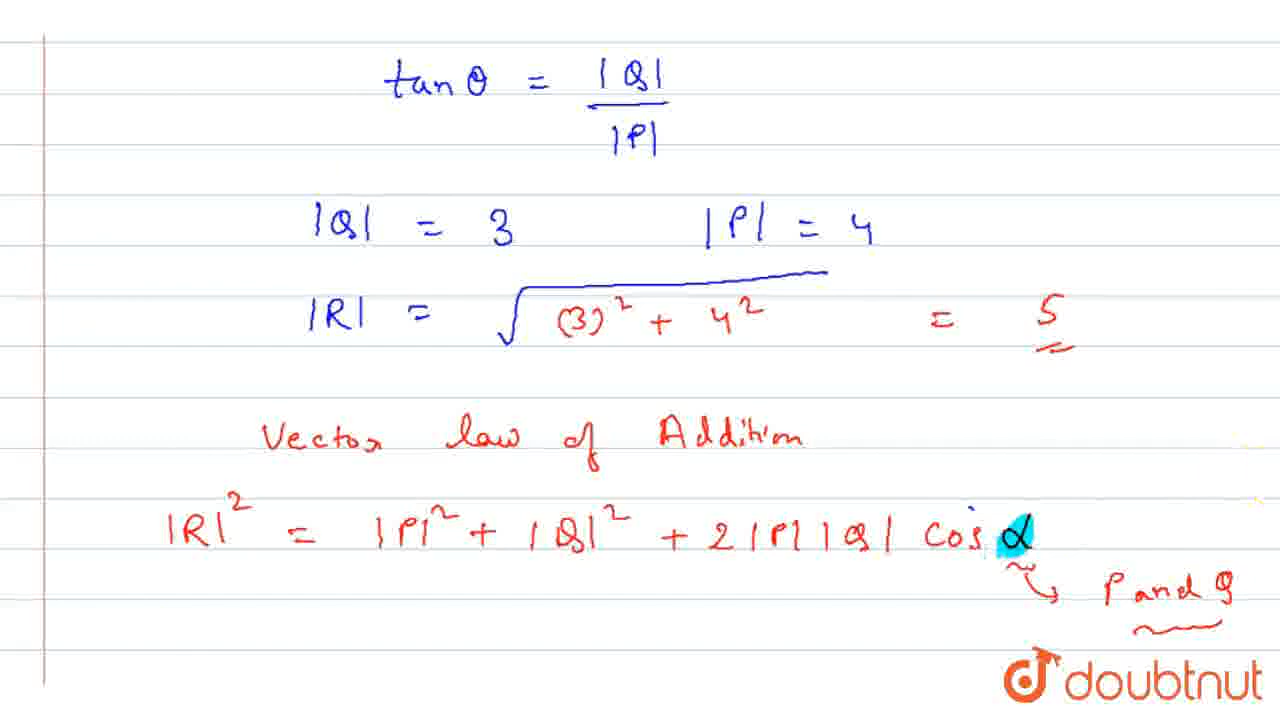 tan θ = |Q| / |P|
|Q| = 3 |P| = 4
|R| = √(3)² + 4² = 5
Vector law of Addition
|R|² = |P|² + |Q|² + 2|P||Q| cos α
P and Q
doubtnut